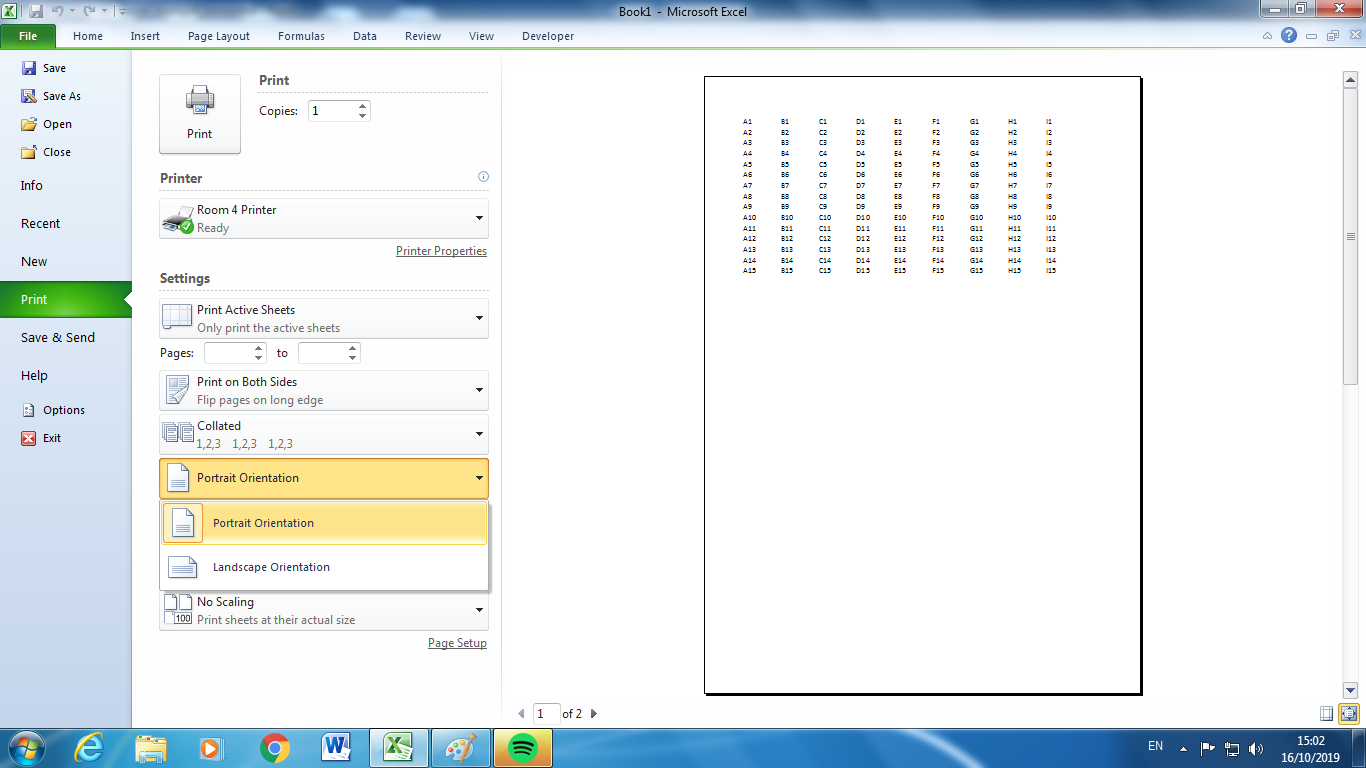 Book1 - Microsoft Excel
File Home Insert Page Layout Formulas Data Review View Developer
Save
Save As
Open
Close
Info
Recent
New
Print
Save & Send
Help
Options
Exit
Print
Print
Copies: 1
Printer
Room 4 Printer
Ready
Printer Properties
Settings
Print Active Sheets
Only print the active sheets
Pages: to
Print on Both Sides
Flip pages on long edge
Collated
1,2,3 1,2,3 1,2,3
Portrait Orientation
Portrait Orientation
Landscape Orientation
No Scaling
100
Print sheets at their actual size
Page Setup
A1 B1 C1 D1 E1 F1 G1 H1 I1
A2 B2 C2 D2 E2 F2 G2 H2 I2
A3 B3 C3 D3 E3 F3 G3 H3 I3
A4 B4 C4 D4 E4 F4 G4 H4 I4
A5 B5 C5 D5 E5 F5 G5 H5 I5
A6 B6 C6 D6 E6 F6 G6 H6 I6
A7 B7 C7 D7 E7 F7 G7 H7 I7
A8 B8 C8 D8 E8 F8 G8 H8 I8
A9 B9 C9 D9 E9 F9 G9 H9 I9
A10 B10 C10 D10 E10 F10 G10 H10 I10
A11 B11 C11 D11 E11 F11 G11 H11 I11
A12 B12 C12 D12 E12 F12 G12 H12 I12
A13 B13 C13 D13 E13 F13 G13 H13 I13
A14 B14 C14 D14 E14 F14 G14 H14 I14
A15 B15 C15 D15 E15 F15 G15 H15 I15
1 of 2
EN
15:02
16/10/2019